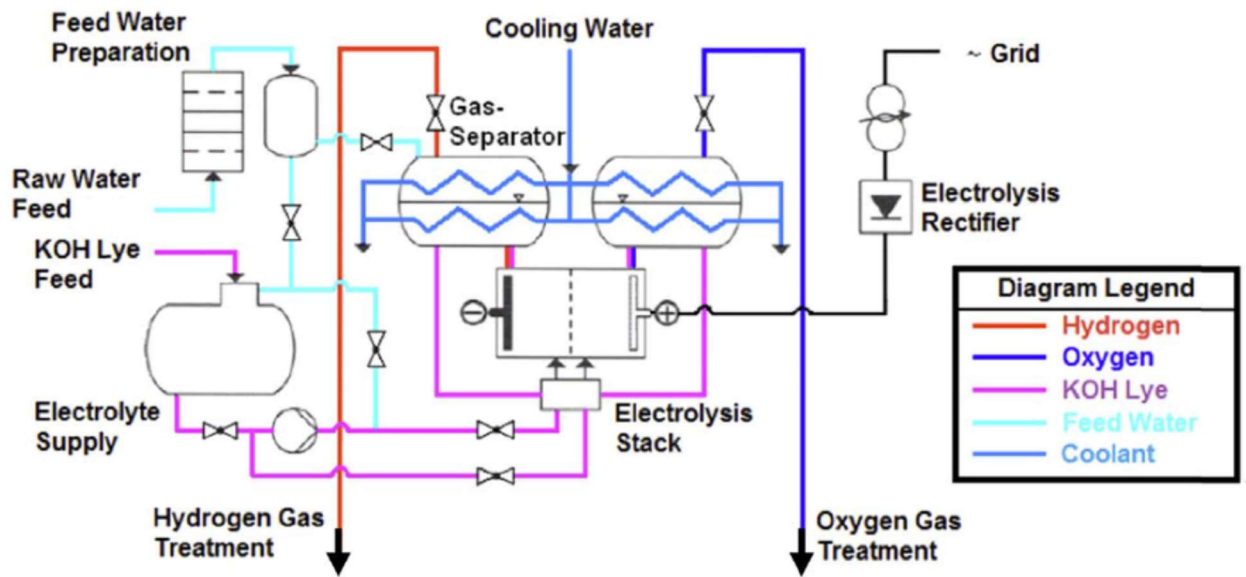 Feed Water
Preparation
Cooling Water
~ Grid
Gas-
Separator
Raw Water
Feed
Electrolysis
Rectifier
KOH Lye
Feed
Diagram Legend
Hydrogen
Oxygen
KOH Lye
Feed Water
Coolant
Electrolyte
Supply
Electrolysis
Stack
Hydrogen Gas
Treatment
Oxygen Gas
Treatment